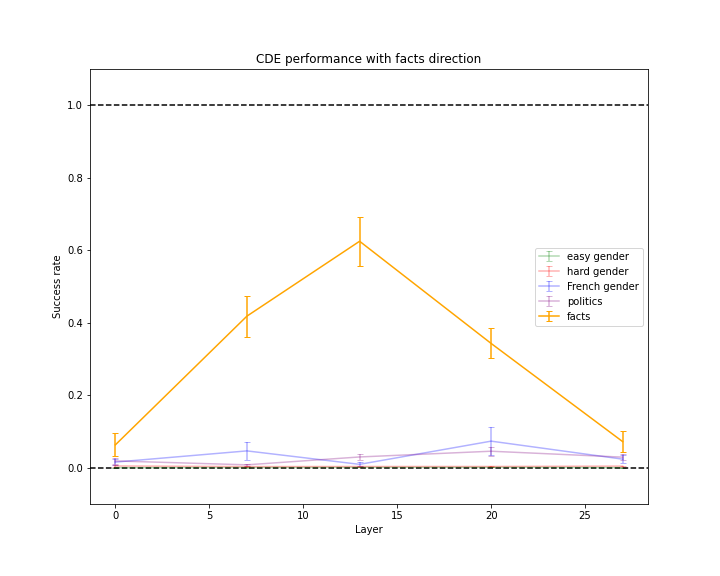 CDE performance with facts direction
1.0
0.8
0.6
0.4
0.2
0.0
Success rate
easy gender
hard gender
French gender
politics
facts
0
5
10
15
20
25
Layer